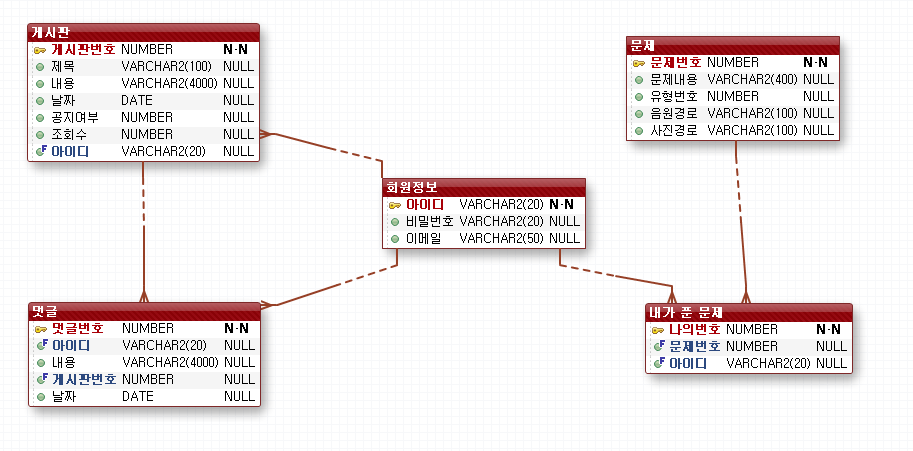 게시판
게시판번호 NUMBER N-N
제목 VARCHAR2(100) NULL
내용 VARCHAR2(4000) NULL
날짜 DATE NULL
공지여부 NUMBER NULL
조회수 NUMBER NULL
아이디 VARCHAR2(20) NULL
문제
문제번호 NUMBER N-N
문제내용 VARCHAR2(400) NULL
유형번호 NUMBER NULL
음원경로 VARCHAR2(100) NULL
사진경로 VARCHAR2(100) NULL
회원정보
아이디 VARCHAR2(20) N-N
비밀번호 VARCHAR2(20) NULL
이메일 VARCHAR2(50) NULL
댓글
댓글번호 NUMBER N-N
아이디 VARCHAR2(20) NULL
내용 VARCHAR2(4000) NULL
게시판번호 NUMBER NULL
날짜 DATE NULL
내가 푼 문제
나의번호 NUMBER N-N
문제번호 NUMBER NULL
아이디 VARCHAR2(20) NULL